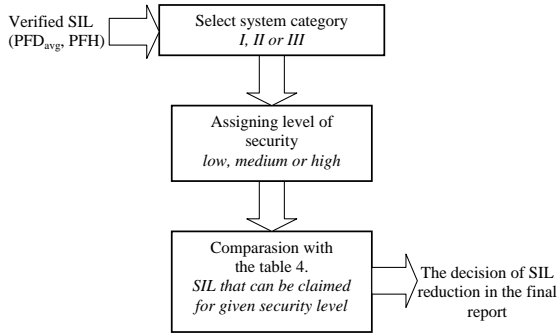 Verified SIL
(PFDavg, PFH)
Select system category
I, II or III
Assigning level of
security
low, medium or high
Comparasion with
the table 4.
SIL that can be claimed
for given security level
The decision of SIL
reduction in the final
report